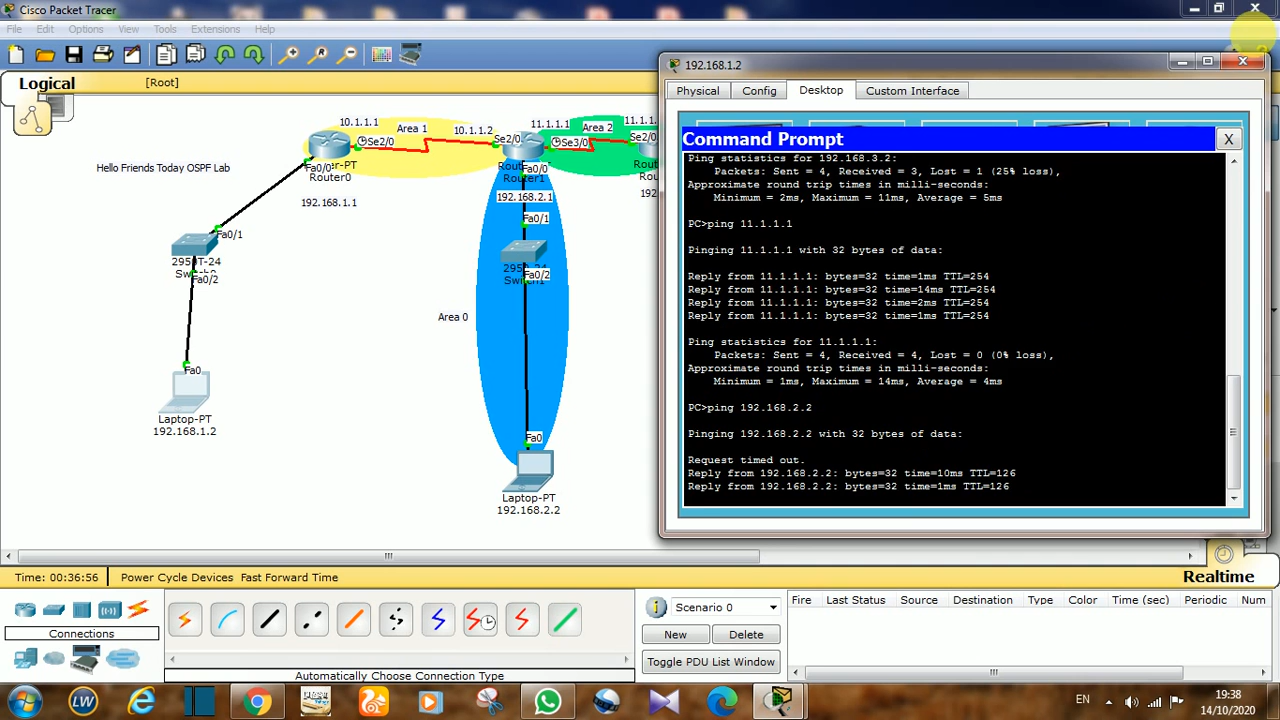 Cisco Packet Tracer
File Edit Options View Tools Extensions Help
Logical
[Root]
Hello Friends Today OSPF Lab
10.1.1.1
Area 1
10.1.1.2
11.1.1.1
Area 2
11.1.1.
Se2/0
Se2/0
Se3/0
Se2/0
r-PT
Router0
Fa0/0
192.168.1.1
Rout
Router1
Fa0/0
Rout
192
192.168.2.1
Fa0/1
Fa0/1
2950T-24
Fa0/2
Fa0/2
Area 0
Fa0
Laptop-PT
192.168.1.2
Fa0
Laptop-PT
192.168.2.2
192.168.1.2
Physical Config Desktop Custom Interface
Command Prompt
X
Ping statistics for 192.168.3.2:
Packets: Sent = 4, Received = 3, Lost = 1 (25% loss),
Approximate round trip times in milli-seconds:
Minimum = 2ms, Maximum = 11ms, Average = 5ms
PC>ping 11.1.1.1
Pinging 11.1.1.1 with 32 bytes of data:
Reply from 11.1.1.1: bytes=32 time=1ms TTL=254
Reply from 11.1.1.1: bytes=32 time=14ms TTL=254
Reply from 11.1.1.1: bytes=32 time=2ms TTL=254
Reply from 11.1.1.1: bytes=32 time=1ms TTL=254
Ping statistics for 11.1.1.1:
Packets: Sent = 4, Received = 4, Lost = 0 (0% loss),
Approximate round trip times in milli-seconds:
Minimum = 1ms, Maximum = 14ms, Average = 4ms
PC>ping 192.168.2.2
Pinging 192.168.2.2 with 32 bytes of data:
Request timed out.
Reply from 192.168.2.2: bytes=32 time=10ms TTL=126
Reply from 192.168.2.2: bytes=32 time=1ms TTL=126
Time: 00:36:56 Power Cycle Devices Fast Forward Time
Realtime
Connections
Automatically Choose Connection Type
Scenario 0
New Delete
Toggle PDU List Window
Fire Last Status Source Destination Type Color Time (sec) Periodic Num
LW
EN
19:38
14/10/2020